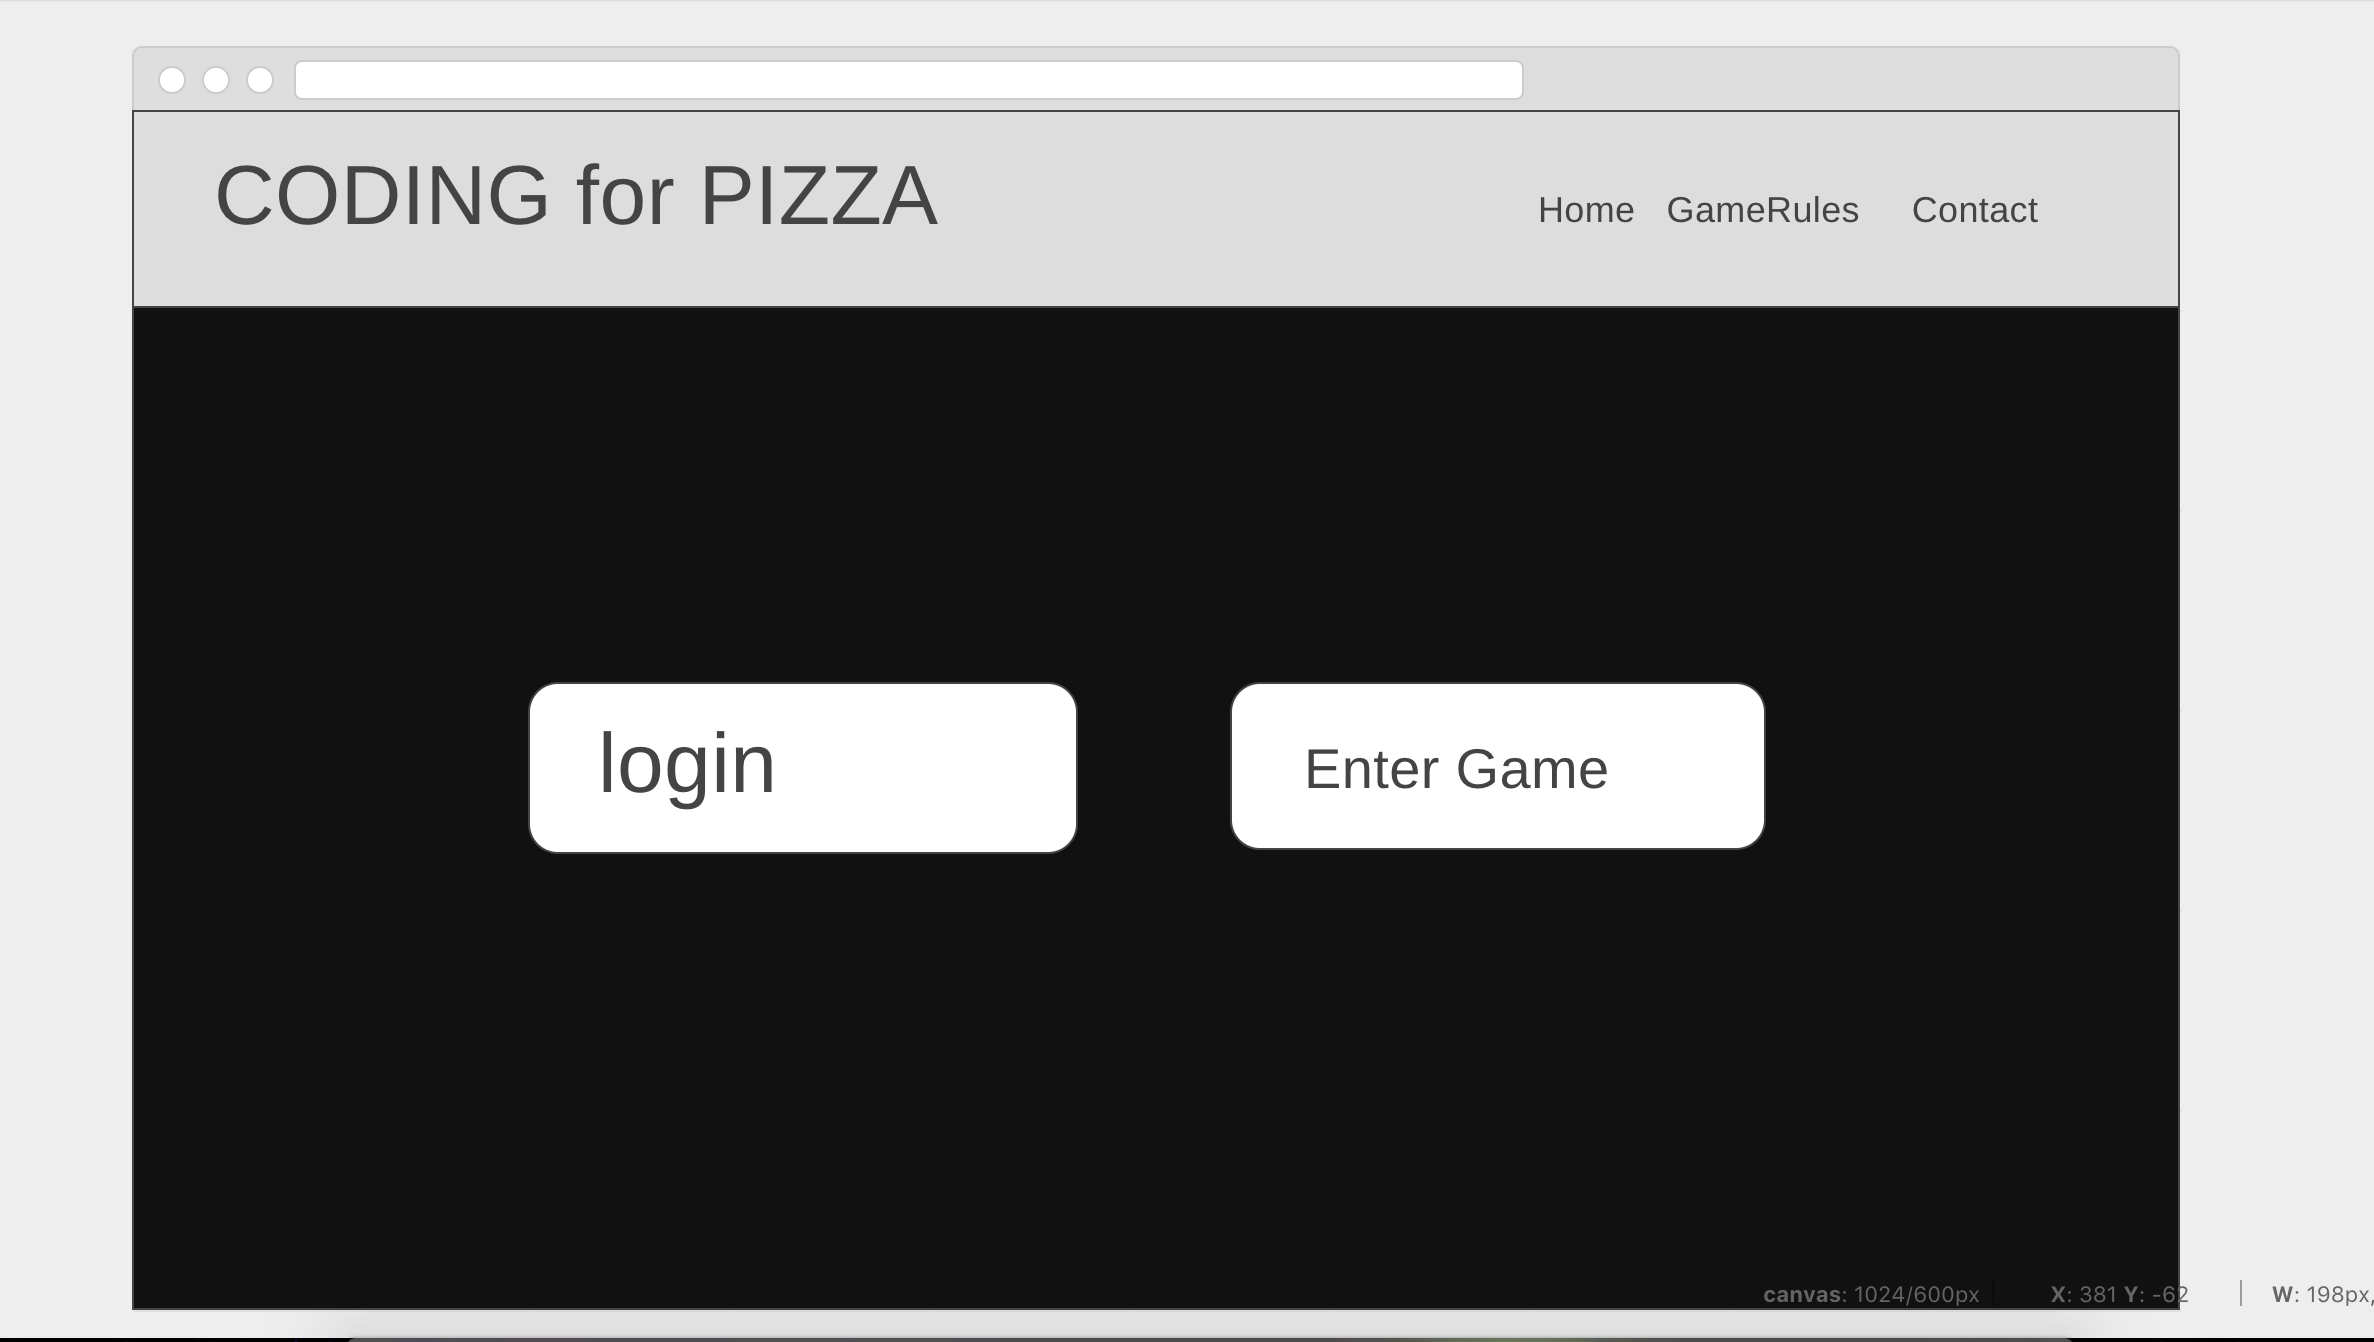 CODING for PIZZA
Home GameRules Contact
login
Enter Game
canvas: 1024/600px X: 381 Y: -62 W: 198px,